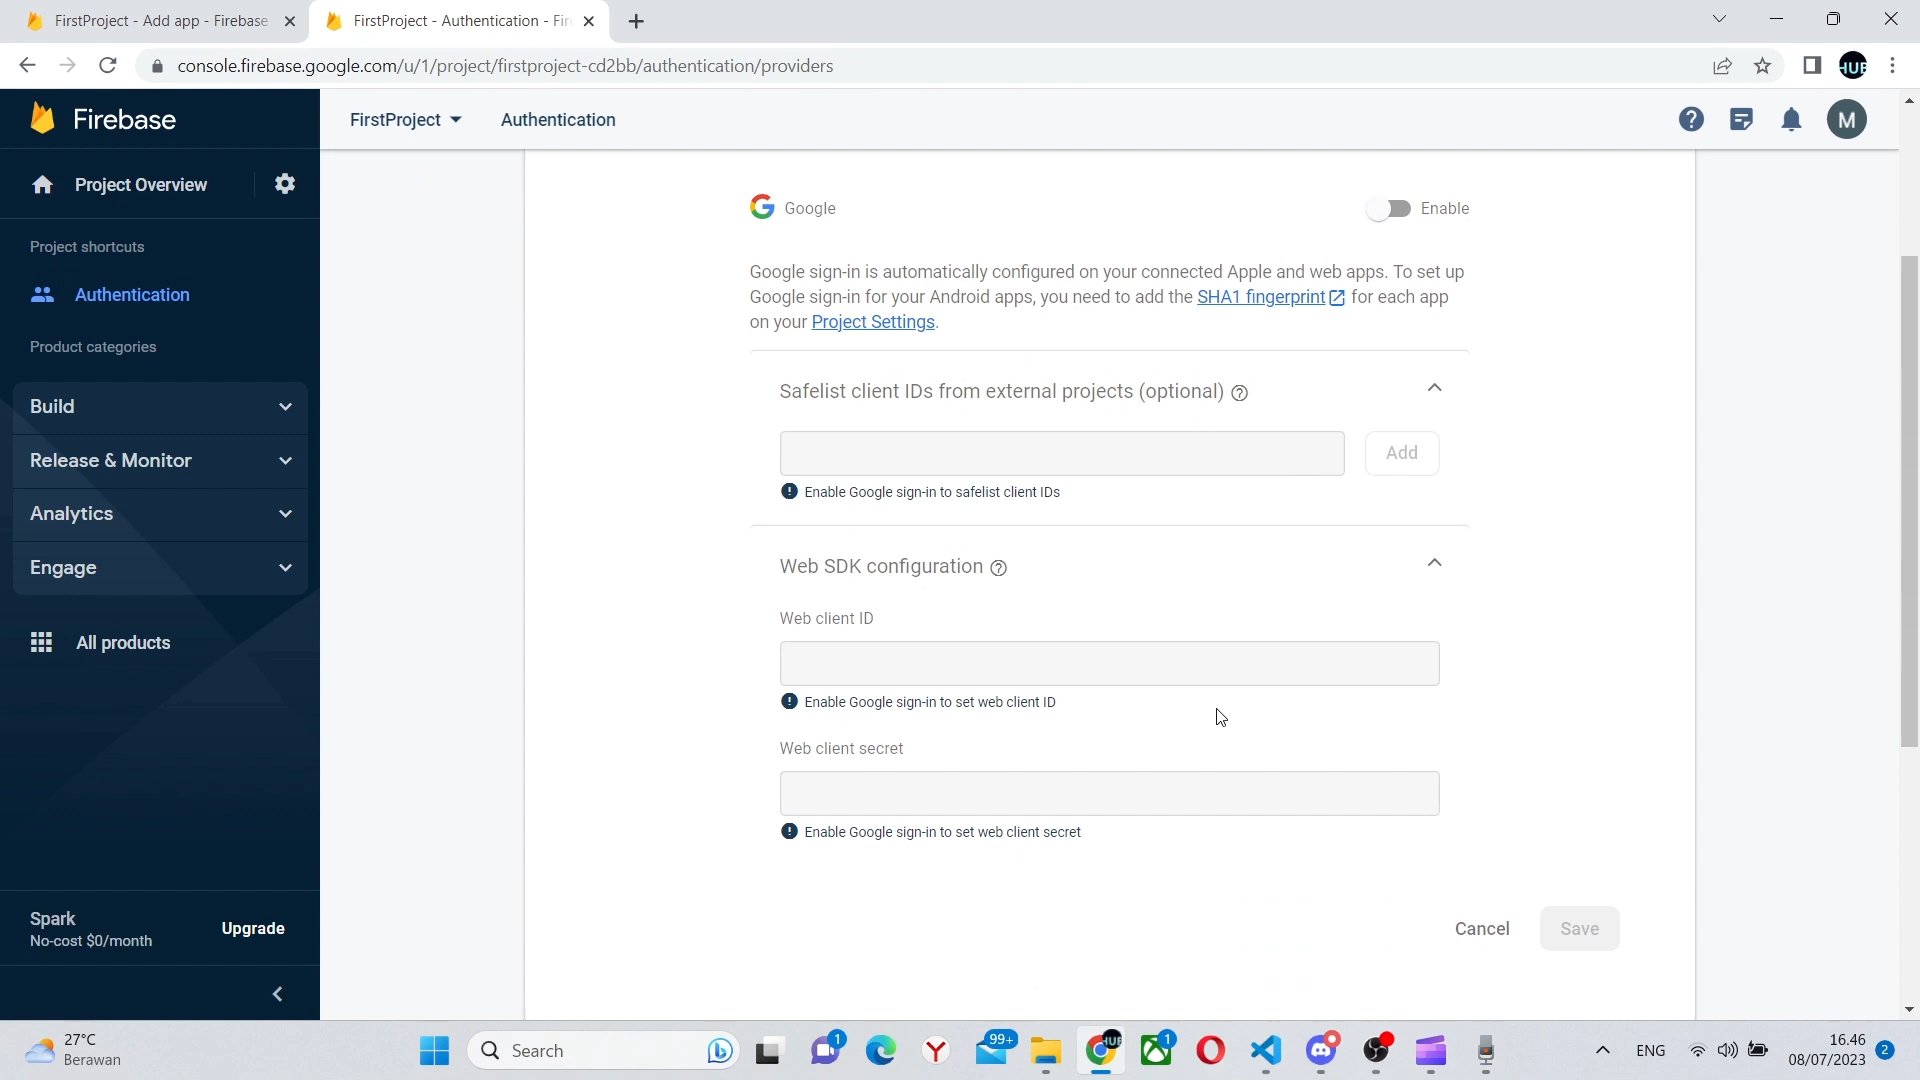 FirstProject - Add app - Firebase
FirstProject - Authentication - Fir
console.firebase.google.com/u/1/project/firstproject-cd2bb/authentication/providers
HUB
Firebase
FirstProject
Authentication
M
Project Overview
Project shortcuts
Authentication
Product categories
Build
Release & Monitor
Analytics
Engage
All products
Spark
No-cost $0/month
Upgrade
Google
Enable
Google sign-in is automatically configured on your connected Apple and web apps. To set up
Google sign-in for your Android apps, you need to add the SHA1 fingerprint for each app
on your Project Settings.
Safelist client IDs from external projects (optional)
Add
Enable Google sign-in to safelist client IDs
Web SDK configuration
Web client ID
Enable Google sign-in to set web client ID
Web client secret
Enable Google sign-in to set web client secret
Cancel
Save
27°C
Berawan
Search
1
99+
HUB
1
ENG
16.46
08/07/2023
2